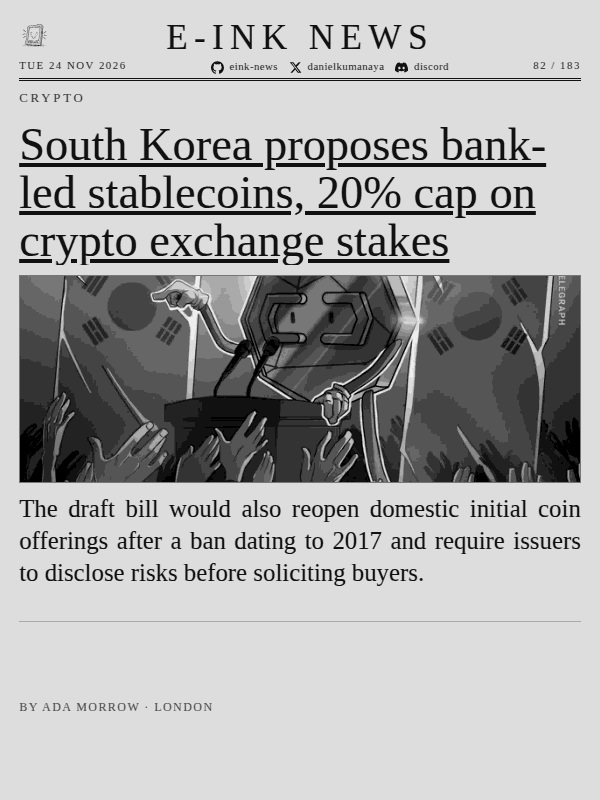 E-INK NEWS
TUE 24 NOV 2026
eink-news danielkumanaya discord
82 / 183
CRYPTO
South Korea proposes bank-
led stablecoins, 20% cap on
crypto exchange stakes
ELEGRAPH
The draft bill would also reopen domestic initial coin
offerings after a ban dating to 2017 and require issuers
to disclose risks before soliciting buyers.
BY ADA MORROW · LONDON